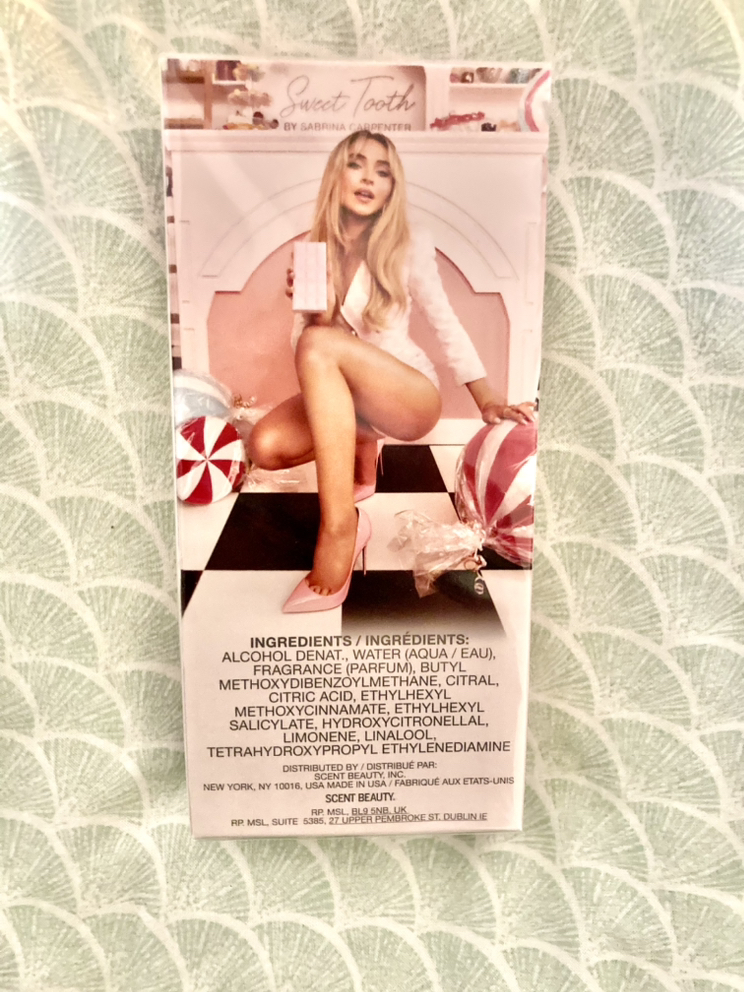 Sweet Tooth
BY SABRINA CARPENTER
INGREDIENTS / INGRÉDIENTS:
ALCOHOL DENAT., WATER (AQUA / EAU),
FRAGRANCE (PARFUM), BUTYL
METHOXYDIBENZOYLMETHANE, CITRAL,
CITRIC ACID, ETHYLHEXYL
METHOXYCINNAMATE, ETHYLHEXYL
SALICYLATE, HYDROXYCITRONELLAL,
LIMONENE, LINALOOL,
TETRAHYDROXYPROPYL ETHYLENEDIAMINE
DISTRIBUTED BY / DISTRIBUÉ PAR:
SCENT BEAUTY, INC.
NEW YORK, NY 10016, USA MADE IN USA / FABRIQUÉ AUX ETATS-UNIS
SCENT BEAUTY.
RP. MSL, BL9 5NB, UK
RP. MSL, SUITE 5385, 27 UPPER PEMBROKE ST. DUBLIN IE